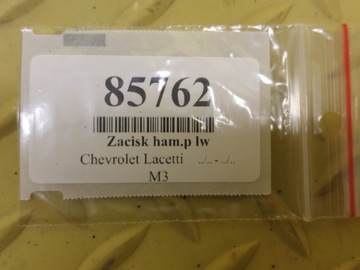 85762
Zacisk ham.p lw
Chevrolet Lacetti ../.. - ../..
M3